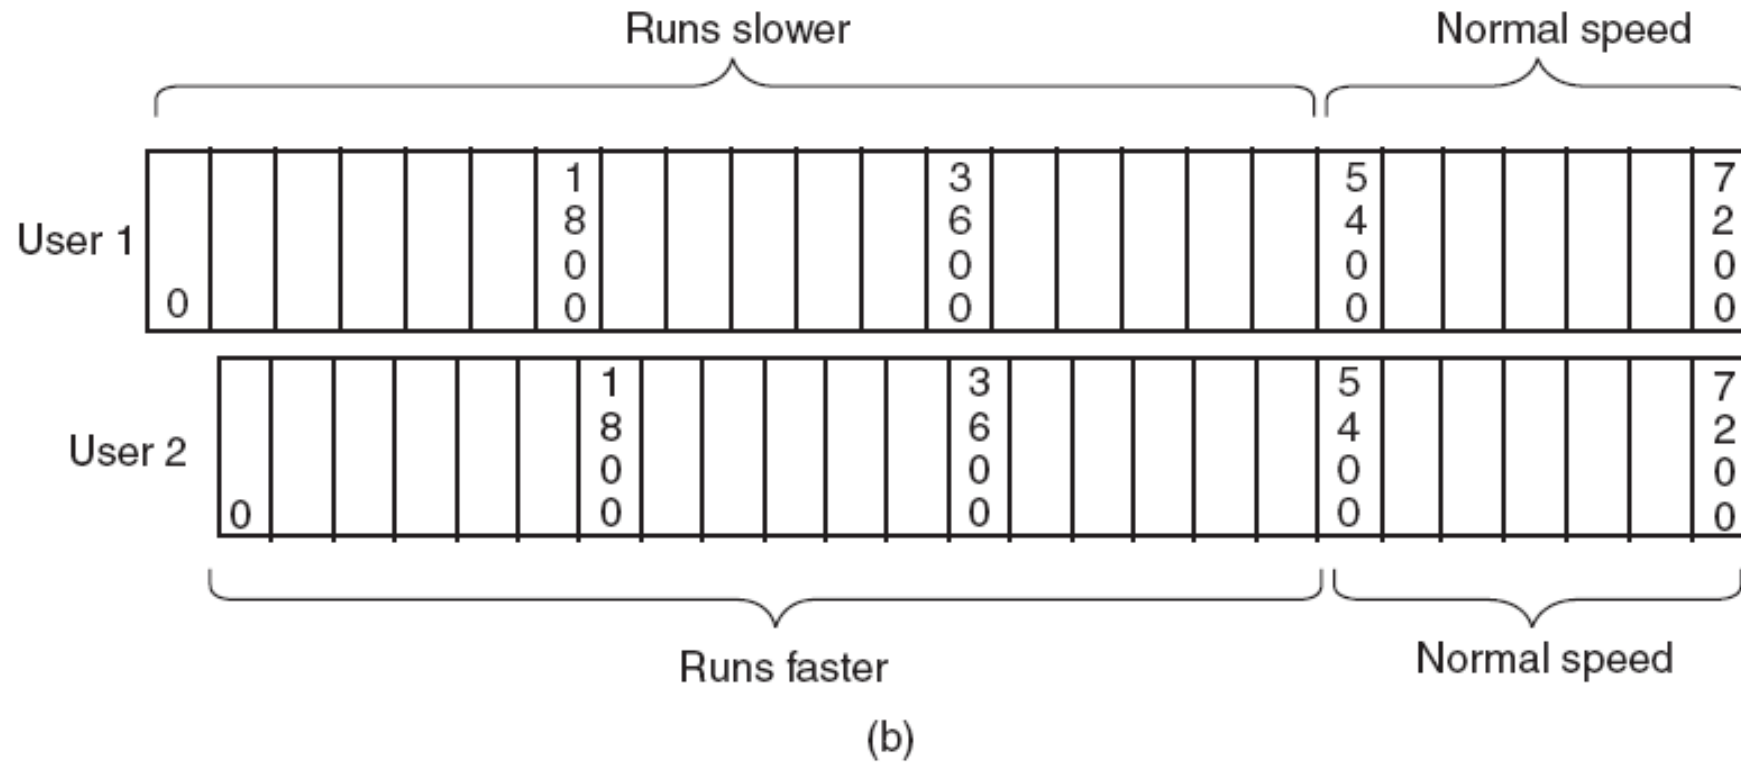 Runs slower Normal speed
User 1 0 1800 3600 5400 7200
User 2 0 1800 3600 5400 7200
Runs faster Normal speed
(b)